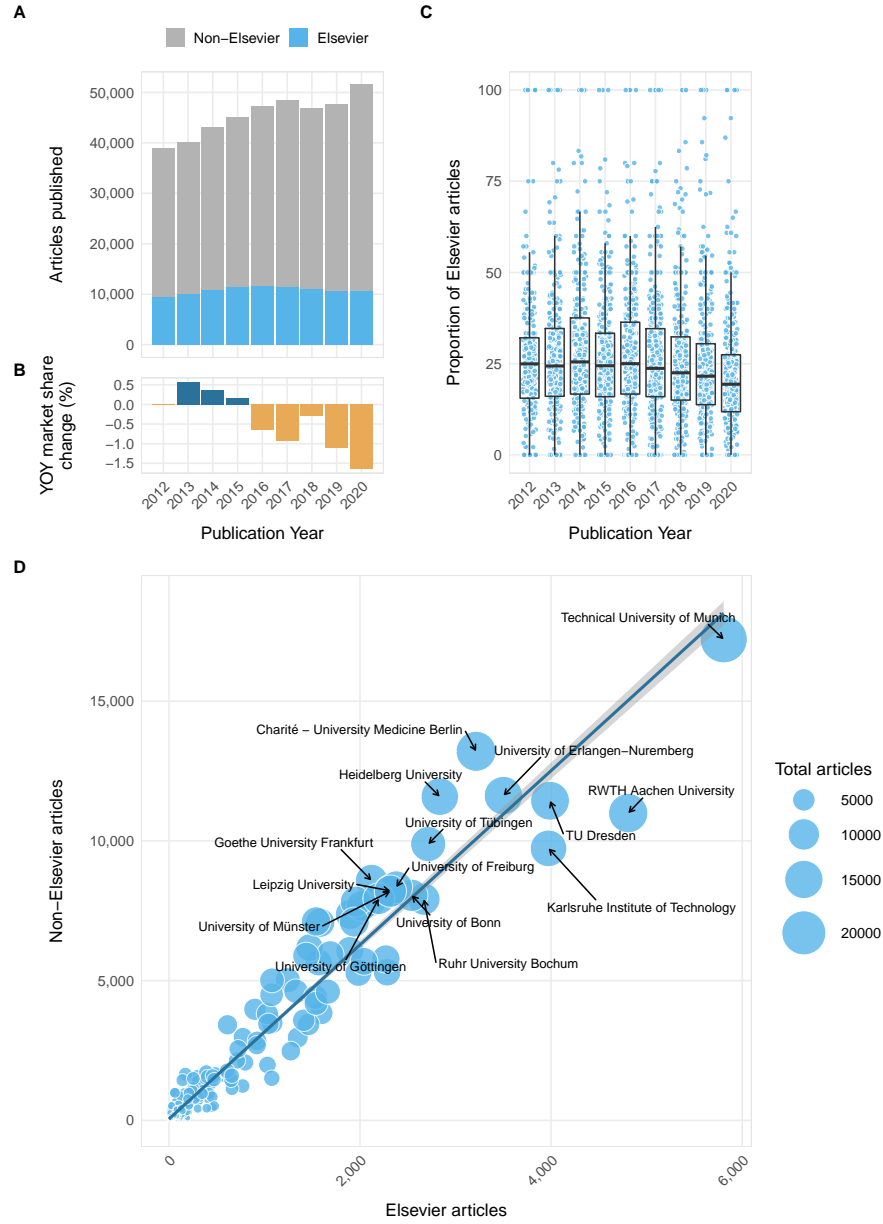 A
Non−Elsevier
Elsevier
50,000
40,000
30,000
20,000
10,000
0
Articles published
B
0.5
0.0
−0.5
−1.0
−1.5
YOY market share
change (%)
2012
2013
2014
2015
2016
2017
2018
2019
2020
Publication Year
C
100
75
50
25
0
Proportion of Elsevier articles
2012
2013
2014
2015
2016
2017
2018
2019
2020
Publication Year
D
Technical University of Munich
Charité − University Medicine Berlin
University of Erlangen−Nuremberg
Heidelberg University
RWTH Aachen University
University of Tübingen
TU Dresden
Goethe University Frankfurt
University of Freiburg
Leipzig University
Karlsruhe Institute of Technology
University of Münster
University of Bonn
University of Göttingen
Ruhr University Bochum
15,000
10,000
5,000
0
Non−Elsevier articles
0
2,000
4,000
6,000
Elsevier articles
Total articles
5000
10000
15000
20000